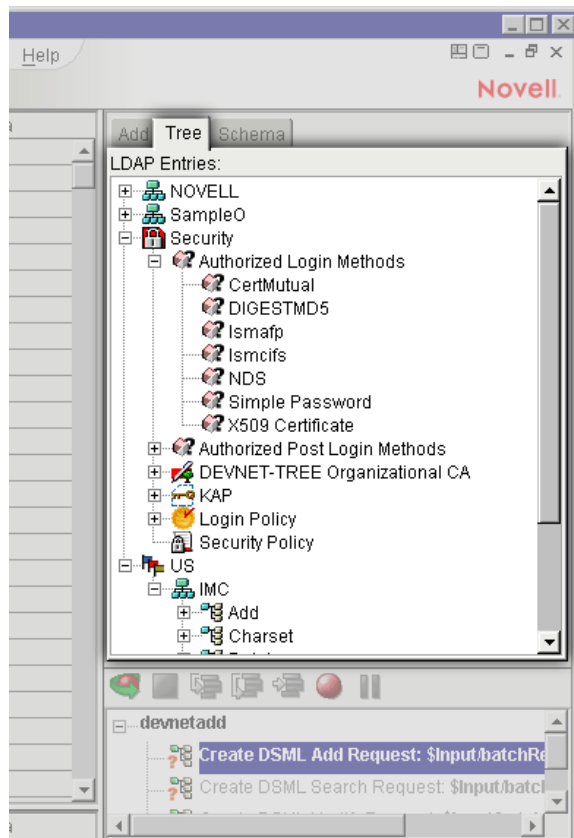 Help
Novell.
Add Tree Schema
LDAP Entries:
NOVELL
SampleO
Security
Authorized Login Methods
CertMutual
DIGESTMD5
lsmafp
lsmcifs
NDS
Simple Password
X509 Certificate
Authorized Post Login Methods
DEVNET-TREE Organizational CA
KAP
Login Policy
Security Policy
US
IMC
Add
Charset
devnetadd
Create DSML Add Request: $Input/batchRe
Create DSML Search Request: $Input/batcl